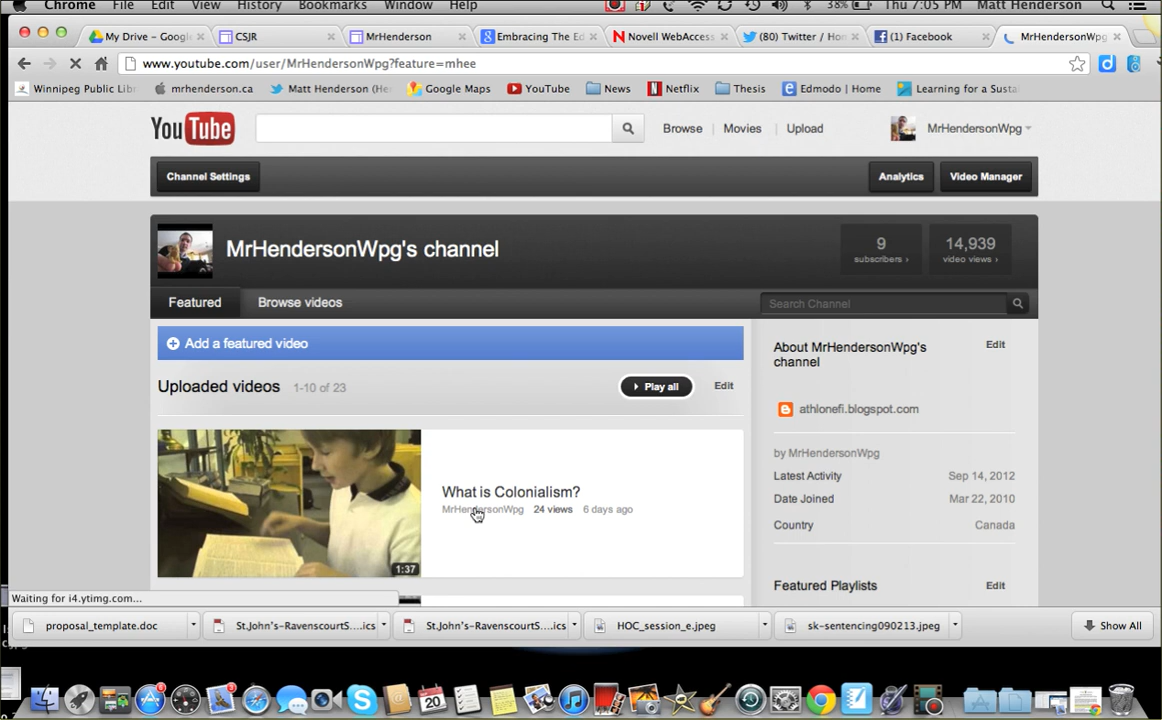 Chrome File Edit View History Bookmarks Window Help 38% Thu 7:05 PM Matt Henderson
My Drive – Google CSJR MrHenderson Embracing The Ed Novell WebAcces (80) Twitter / Hom (1) Facebook MrHendersonWpg
www.youtube.com/user/MrHendersonWpg?feature=mhee
Winnipeg Public Libr mrhenderson.ca Matt Henderson (He Google Maps YouTube News Netflix Thesis Edmodo | Home Learning for a Susta
YouTube Browse Movies Upload MrHendersonWpg
Channel Settings Analytics Video Manager
MrHendersonWpg's channel
9
subscribers ›
14,939
video views ›
Featured Browse videos Search Channel
Add a featured video
Uploaded videos 1-10 of 23 Play all Edit
What is Colonialism?
MrHendersonWpg 24 views 6 days ago
1:37
About MrHendersonWpg's Edit
channel
athlonefi.blogspot.com
by MrHendersonWpg
Latest Activity Sep 14, 2012
Date Joined Mar 22, 2010
Country Canada
Featured Playlists Edit
Waiting for i4.ytimg.com...
proposal_template.doc St.John's-RavenscourtS....ics St.John's-RavenscourtS....ics HOC_session_e.jpeg sk-sentencing090213.jpeg Show All
20